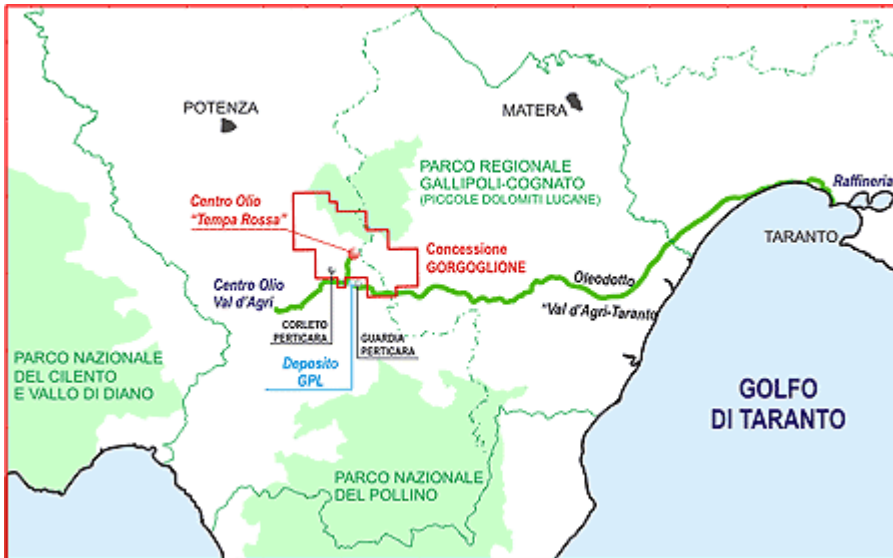 POTENZA
MATERA
PARCO REGIONALE
GALLIPOLI-COGNATO
(PICCOLE DOLOMITI LUCANE)
Raffineria
Centro Olio
"Tempa Rossa"
TARANTO
Concessione
GORGOGLIONE
Centro Olio
Val d'Agri
Oleodotto
"Val d'Agri-Taranto
CORLETO
PERTICARA
GUARDIA
PERTICARA
Deposito
GPL
PARCO NAZIONALE
DEL CILENTO
E VALLO DI DIANO
GOLFO
DI TARANTO
PARCO NAZIONALE
DEL POLLINO